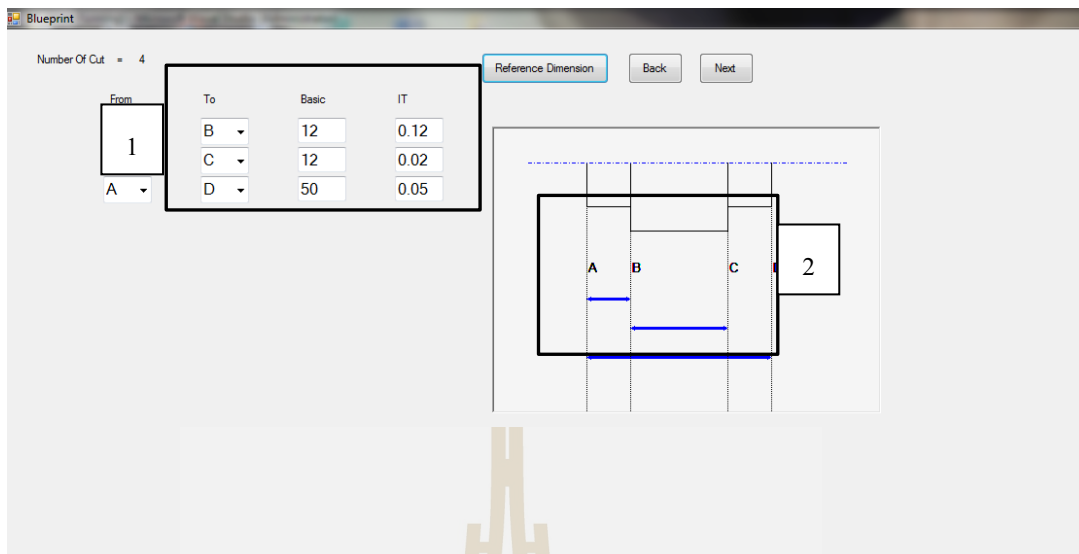 Blueprint
Number Of Cut = 4
Reference Dimension
Back
Next
From To Basic IT
1
B 12 0.12
C 12 0.02
A D 50 0.05
A B C
2